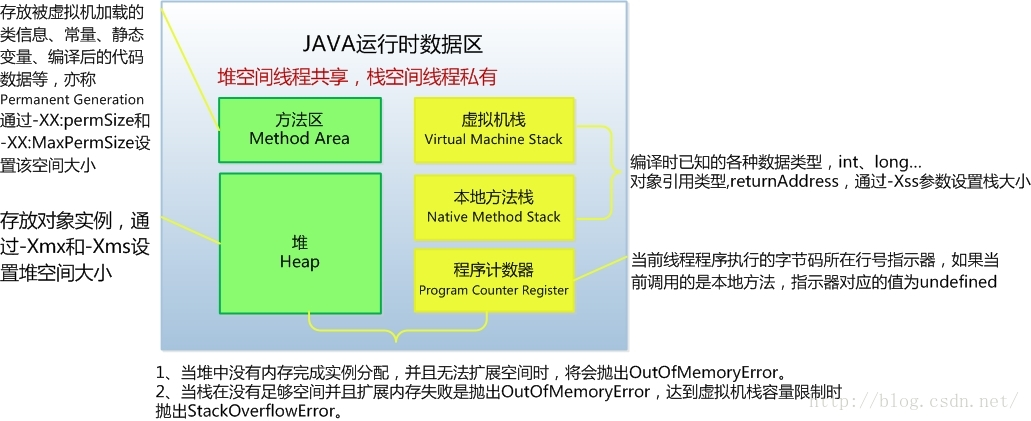 存放被虚拟机加载的
类信息、常量、静态
变量、编译后的代码
数据等，亦称
Permanent Generation
通过-XX:permSize和
-XX:MaxPermSize设
置该空间大小
存放对象实例，通
过-Xmx和-Xms设
置堆空间大小
JAVA运行时数据区
堆空间线程共享，栈空间线程私有
方法区
Method Area
堆
Heap
虚拟机栈
Virtual Machine Stack
本地方法栈
Native Method Stack
程序计数器
Program Counter Register
编译时已知的各种数据类型，int、long...
对象引用类型,returnAddress，通过-Xss参数设置栈大小
当前线程程序执行的字节码所在行号指示器，如果当
前调用的是本地方法，指示器对应的值为undefined
1、当堆中没有内存完成实例分配，并且无法扩展空间时，将会抛出OutOfMemoryError。
2、当栈在没有足够空间并且扩展内存失败是抛出OutOfMemoryError，达到虚拟机栈容量限制时
抛出StackOverflowError。
http://blog.csdn.net/